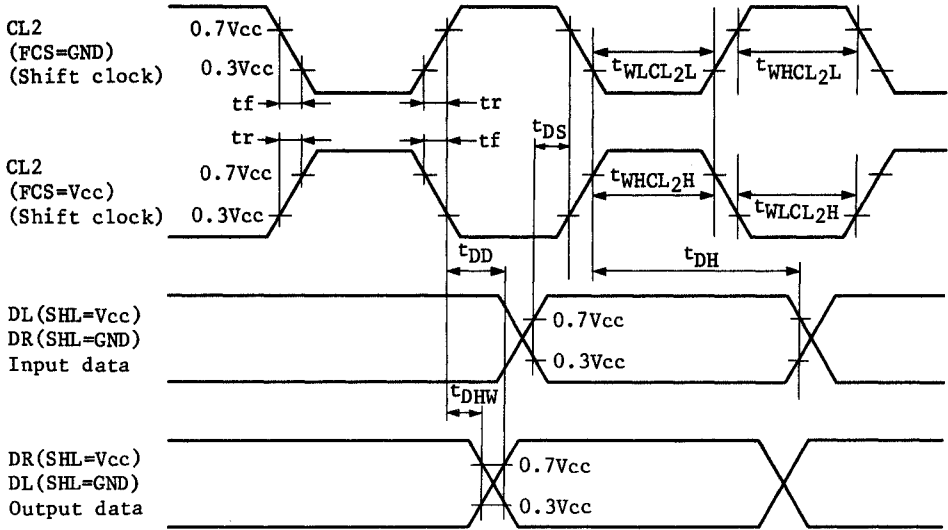 CL2
(FCS=GND)
(Shift clock)
0.7Vcc
0.3Vcc
tf
tr
tWLCL2L
tWHCL2L
tr
tf
tDS
CL2
(FCS=Vcc)
(Shift clock)
0.7Vcc
0.3Vcc
tWHCL2H
tWLCL2H
tDD
tDH
DL(SHL=Vcc)
DR(SHL=GND)
Input data
0.7Vcc
0.3Vcc
tDHW
DR(SHL=Vcc)
DL(SHL=GND)
Output data
0.7Vcc
0.3Vcc